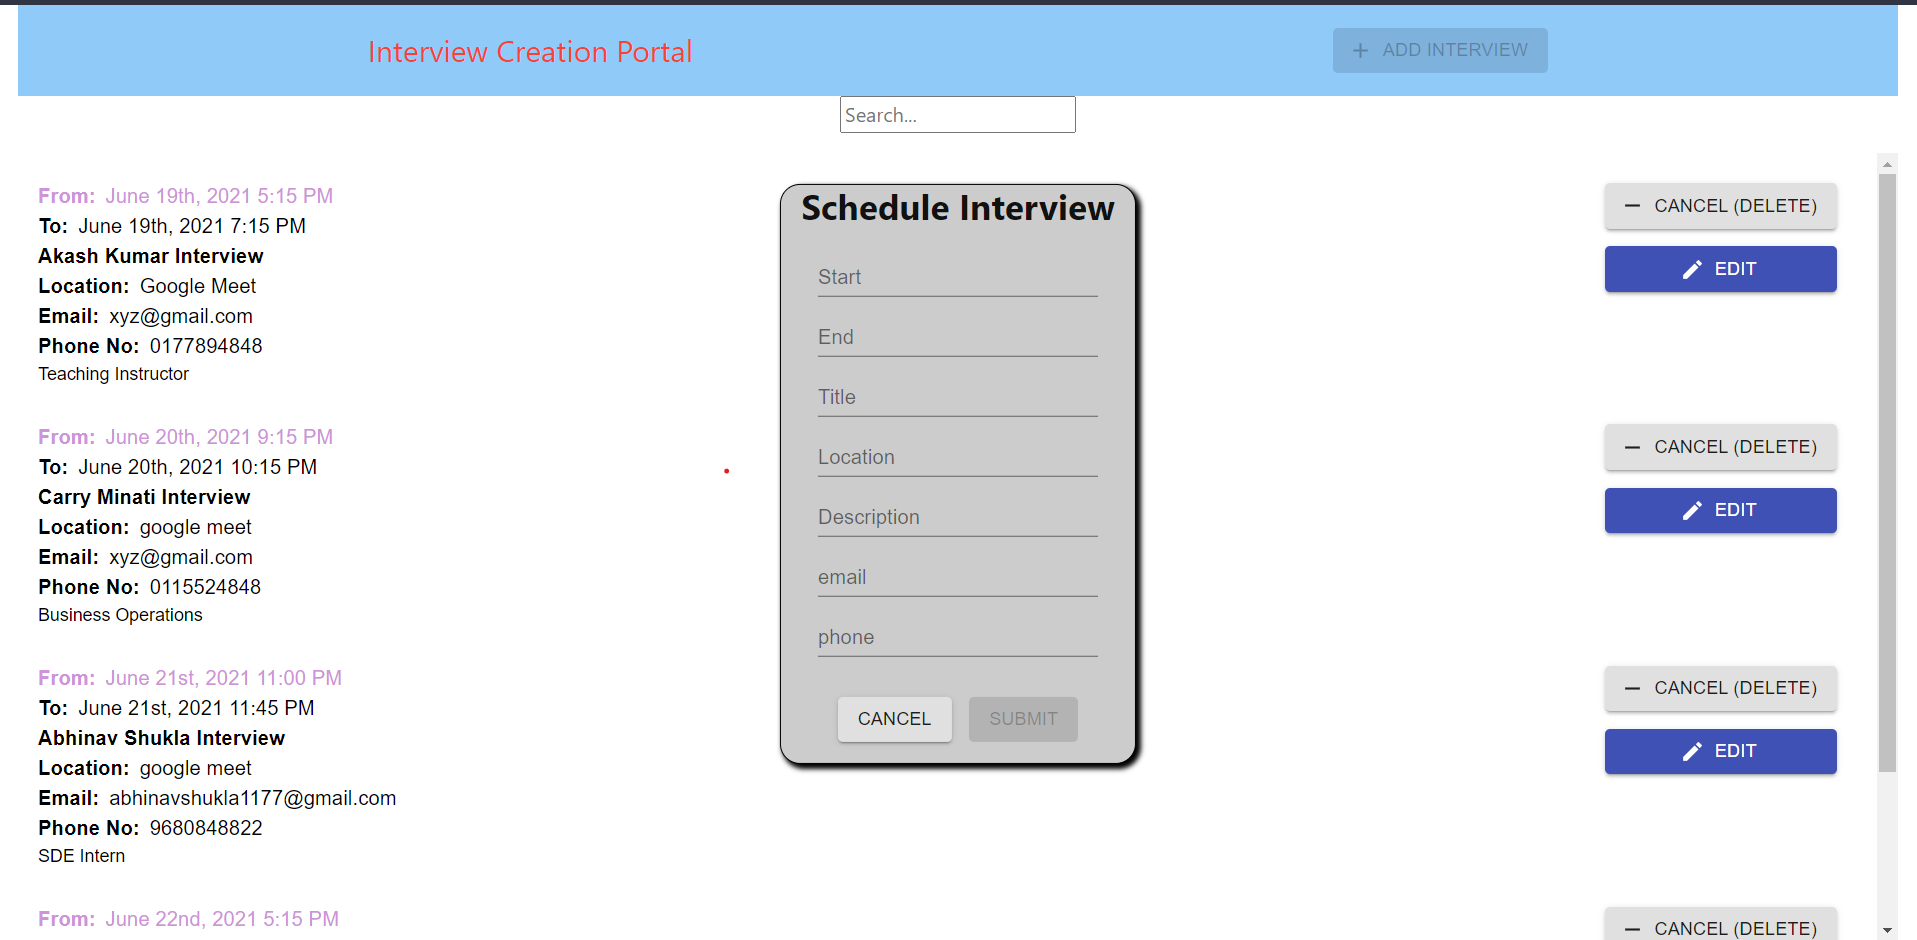 Interview Creation Portal
+ ADD INTERVIEW
Search...
From: June 19th, 2021 5:15 PM
To: June 19th, 2021 7:15 PM
Akash Kumar Interview
Location: Google Meet
Email: xyz@gmail.com
Phone No: 0177894848
Teaching Instructor
CANCEL (DELETE)
EDIT
From: June 20th, 2021 9:15 PM
To: June 20th, 2021 10:15 PM
Carry Minati Interview
Location: google meet
Email: xyz@gmail.com
Phone No: 0115524848
Business Operations
CANCEL (DELETE)
EDIT
From: June 21st, 2021 11:00 PM
To: June 21st, 2021 11:45 PM
Abhinav Shukla Interview
Location: google meet
Email: abhinavshukla1177@gmail.com
Phone No: 9680848822
SDE Intern
CANCEL (DELETE)
EDIT
From: June 22nd, 2021 5:15 PM
CANCEL (DELETE)
Schedule Interview
Start
End
Title
Location
Description
email
phone
CANCEL
SUBMIT